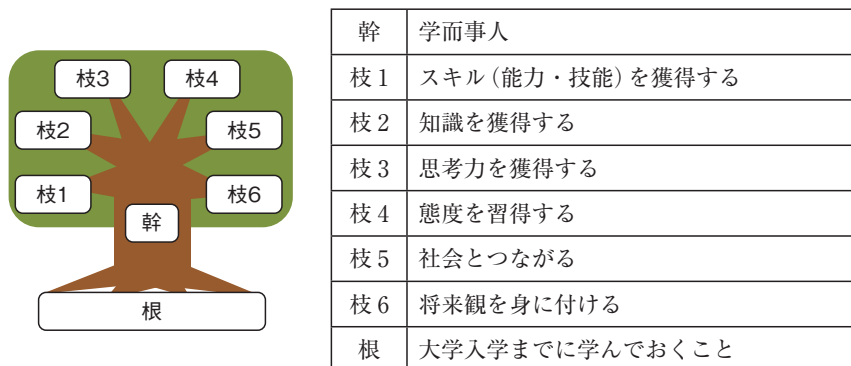 枝3
枝4
枝2
枝5
枝1
枝6
幹
根
幹 学而事人
枝1 スキル(能力・技能)を獲得する
枝2 知識を獲得する
枝3 思考力を獲得する
枝4 態度を習得する
枝5 社会とつながる
枝6 将来観を身に付ける
根 大学入学までに学んでおくこと